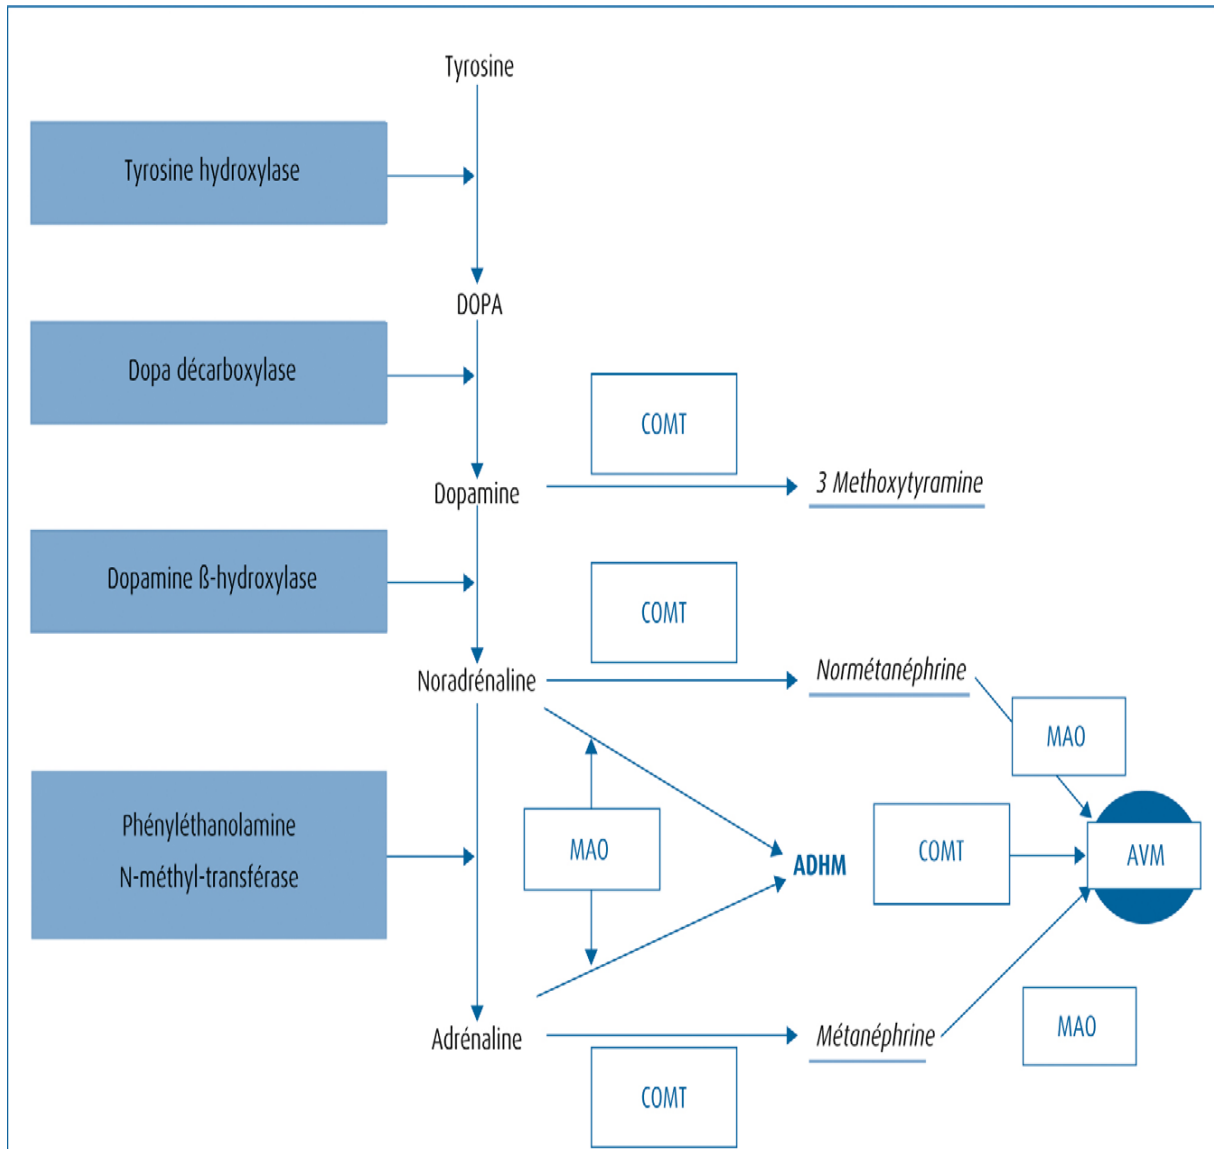 Tyrosine
Tyrosine hydroxylase
DOPA
Dopa décarboxylase
COMT
Dopamine
3 Methoxytyramine
Dopamine ß-hydroxylase
COMT
Noradrénaline
Normétanéphrine
MAO
Phényléthanolamine
N-méthyl-transférase
MAO
ADHM
COMT
AVM
Adrénaline
Métanéphrine
MAO
COMT